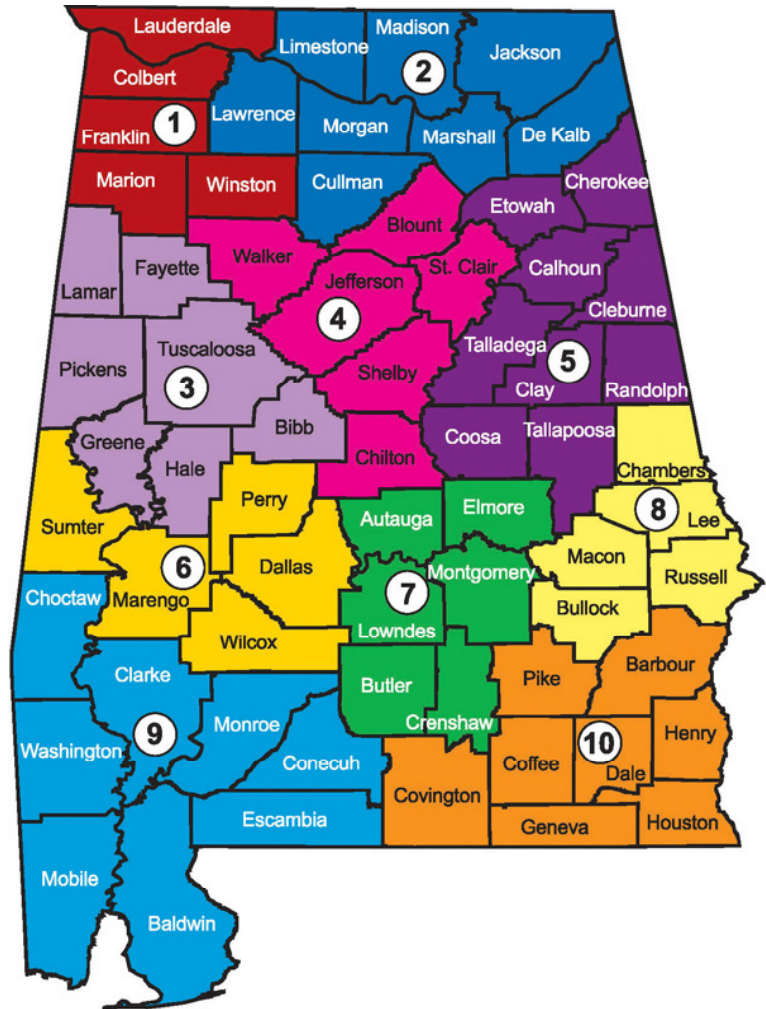 Lauderdale
Limestone
Madison
Jackson
2
Colbert
Franklin
1
Lawrence
Morgan
Marshall
De Kalb
Marion
Winston
Cullman
Cherokee
Etowah
Blount
Walker
St. Clair
Calhoun
Fayette
Lamar
Jefferson
4
Cleburne
Tuscaloosa
Talladega
5
Pickens
3
Shelby
Clay
Randolph
Bibb
Greene
Hale
Coosa
Tallapoosa
Chilton
Chambers
Perry
Autauga
Elmore
8
Lee
Sumter
Macon
6
Dallas
Montgomery
Russell
Choctaw
Marengo
7
Bullock
Lowndes
Wilcox
Clarke
Pike
Barbour
Butler
Monroe
Crenshaw
9
10
Henry
Washington
Conecuh
Coffee
Dale
Covington
Escambia
Geneva
Houston
Mobile
Baldwin